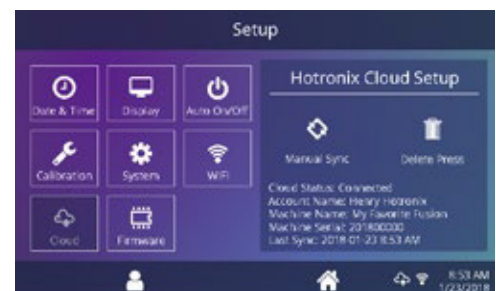 Setup
Date & Time
Display
Auto On/Off
Calibration
System
WiFi
Cloud
Firmware
Hotronix Cloud Setup
Manual Sync
Delete Press
Cloud Status: Connected
Account Name: Henry Hotronix
Machine Name: My Favorite Fusion
Machine Serial: 201800000
Last Sync: 2018-01-23 8:53 AM
8:53 AM
1/23/2018